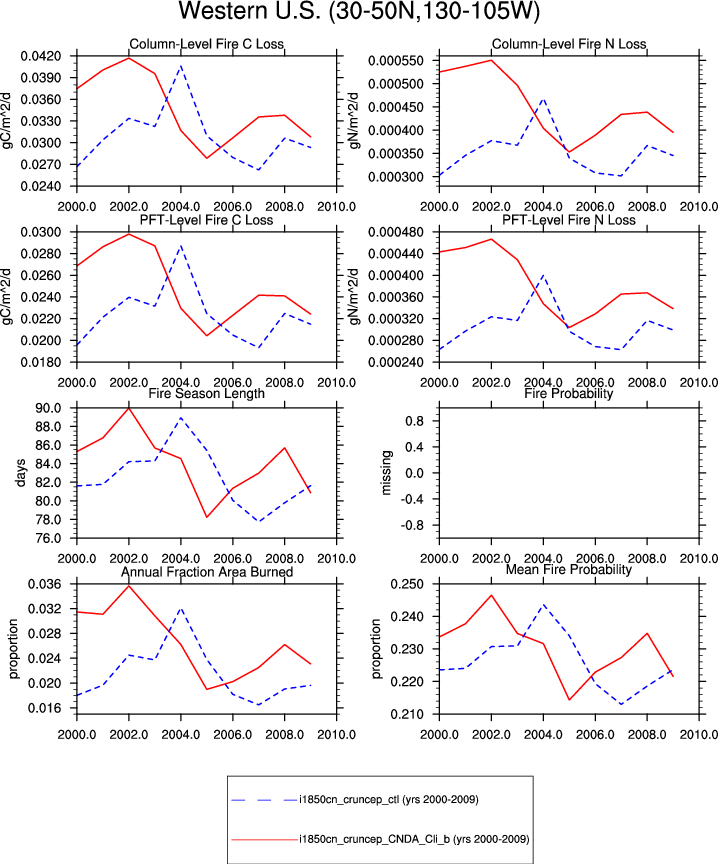 Western U.S. (30-50N,130-105W)
Column-Level Fire C Loss
gC/m^2/d
0.0420
0.0390
0.0360
0.0330
0.0300
0.0270
0.0240
2000.0 2002.0 2004.0 2006.0 2008.0 2010.0
Column-Level Fire N Loss
gN/m^2/d
0.000550
0.000500
0.000450
0.000400
0.000350
0.000300
2000.0 2002.0 2004.0 2006.0 2008.0 2010.0
PFT-Level Fire C Loss
gC/m^2/d
0.0300
0.0280
0.0260
0.0240
0.0220
0.0200
0.0180
2000.0 2002.0 2004.0 2006.0 2008.0 2010.0
PFT-Level Fire N Loss
gN/m^2/d
0.000480
0.000440
0.000400
0.000360
0.000320
0.000280
0.000240
2000.0 2002.0 2004.0 2006.0 2008.0 2010.0
Fire Season Length
days
90.0
88.0
86.0
84.0
82.0
80.0
78.0
76.0
2000.0 2002.0 2004.0 2006.0 2008.0 2010.0
Fire Probability
missing
0.8
0.4
0.0
-0.4
-0.8
2000.0 2002.0 2004.0 2006.0 2008.0 2010.0
Annual Fraction Area Burned
proportion
0.036
0.032
0.028
0.024
0.020
0.016
2000.0 2002.0 2004.0 2006.0 2008.0 2010.0
Mean Fire Probability
proportion
0.250
0.240
0.230
0.220
0.210
2000.0 2002.0 2004.0 2006.0 2008.0 2010.0
i1850cn_cruncep_ctl (yrs 2000-2009)
i1850cn_cruncep_CNDA_Cli_b (yrs 2000-2009)